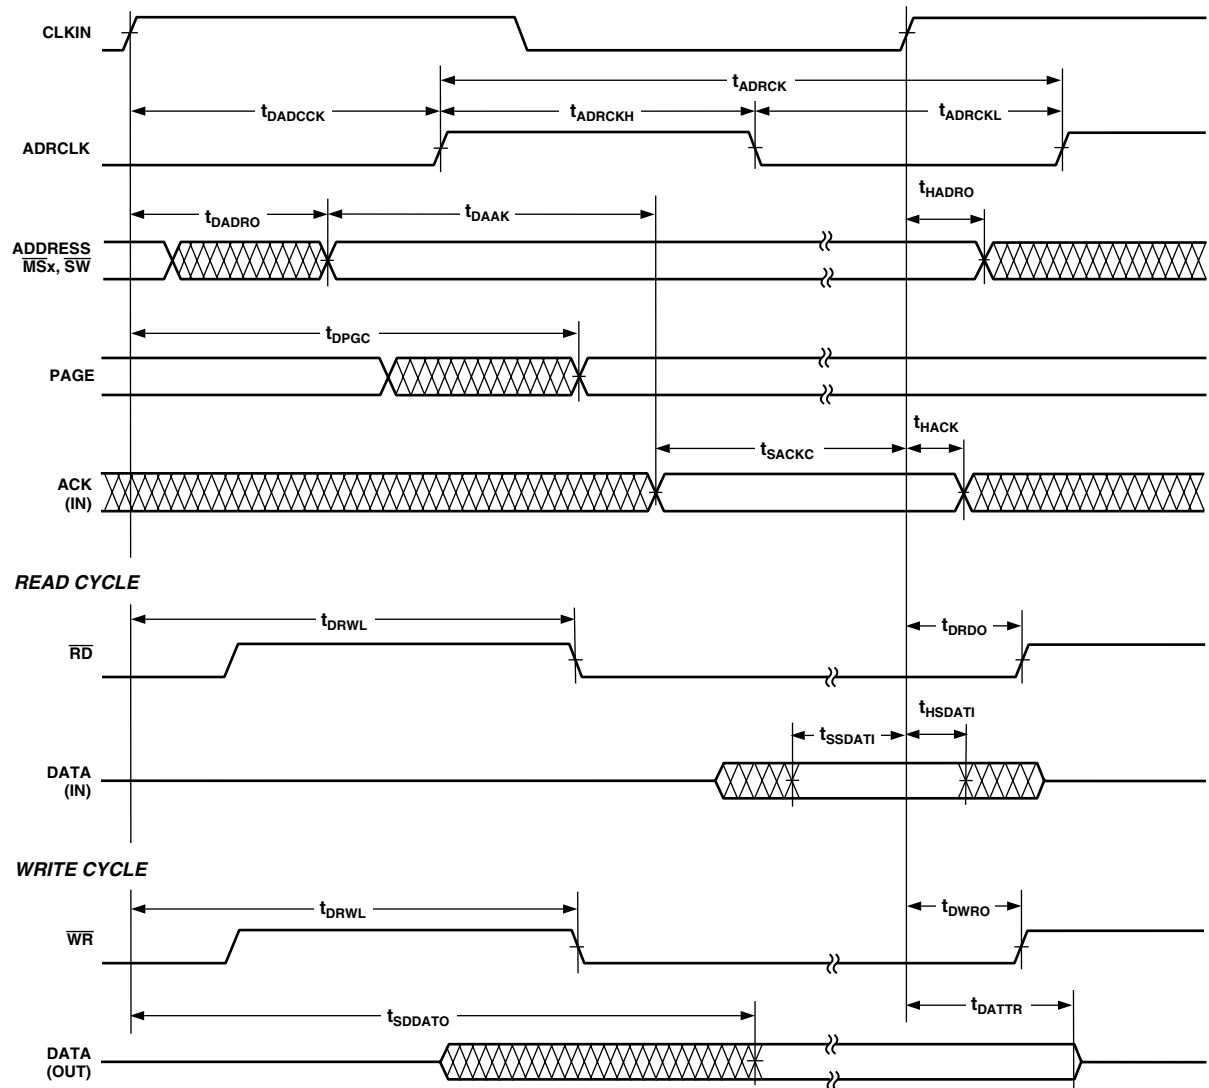 CLKIN
tADRCK
tDADCCK
tADRCKH
tADRCKL
ADRCLK
tHADRO
tDADRO
tDAAK
ADDRESS
MSx, SW
tDPGC
PAGE
tHACK
tSACKC
ACK
(IN)
READ CYCLE
tDRWL
tDRDO
RD
tHSDATI
tSSDATI
DATA
(IN)
WRITE CYCLE
tDRWL
tDWRO
WR
tDATTR
tSDDATO
DATA
(OUT)